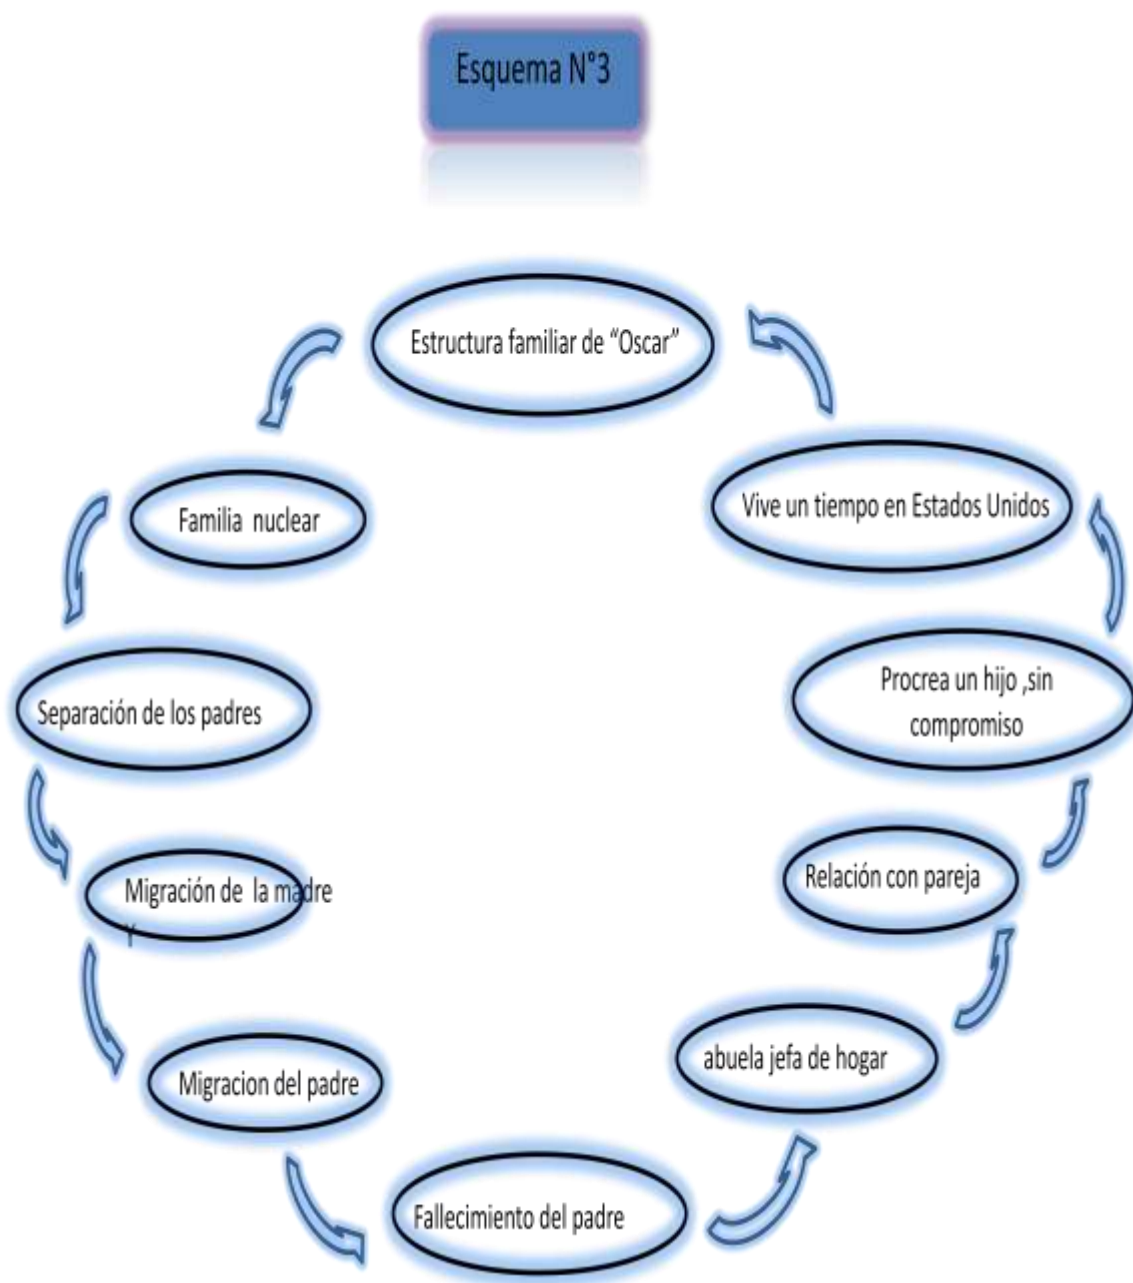 Esquema N°3
Estructura familiar de “Oscar”
Familia nuclear
Separación de los padres
Migración de la madre
Y
Migracion del padre
Fallecimiento del padre
abuela jefa de hogar
Relación con pareja
Procrea un hijo ,sin
compromiso
Vive un tiempo en Estados Unidos